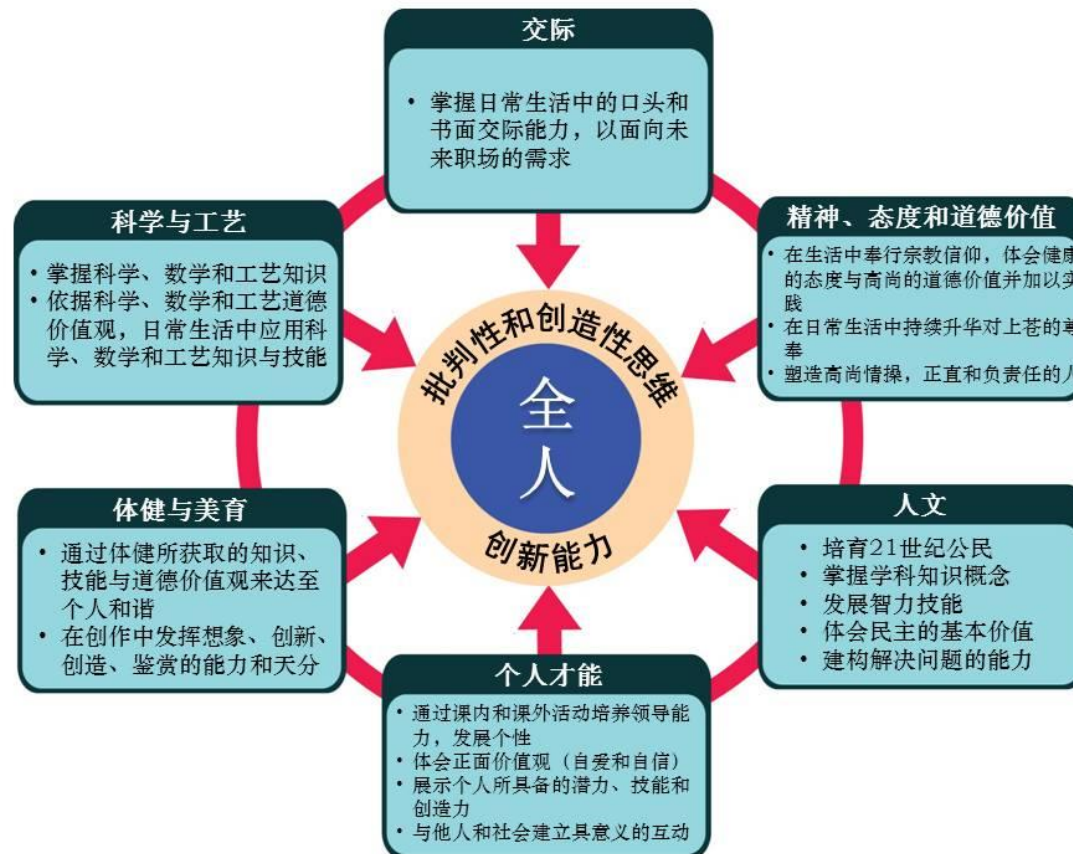 交际
• 掌握日常生活中的口头和
书面交际能力，以面向未
来职场的需求
科学与工艺
• 掌握科学、数学和工艺知识
• 依据科学、数学和工艺道德
价值观，日常生活中应用科
学、数学和工艺知识与技能
精神、态度和道德价值
• 在生活中奉行宗教信仰，体会健康
的态度与高尚的道德价值并加以实
践
• 在日常生活中持续升华对上苍的尊
奉
• 塑造高尚情操，正直和负责任的人
批判性和创造性思维
全
人
创新能力
体健与美育
• 通过体健所获取的知识、
技能与道德价值观来达至
个人和谐
• 在创作中发挥想象、创新、
创造、鉴赏的能力和天分
人文
• 培育21世纪公民
• 掌握学科知识概念
• 发展智力技能
• 体会民主的基本价值
• 建构解决问题的能力
个人才能
• 通过课内和课外活动培养领导能
力，发展个性
• 体会正面价值观（自爱和自信）
• 展示个人所具备的潜力、技能和
创造力
• 与他人和社会建立具意义的互动